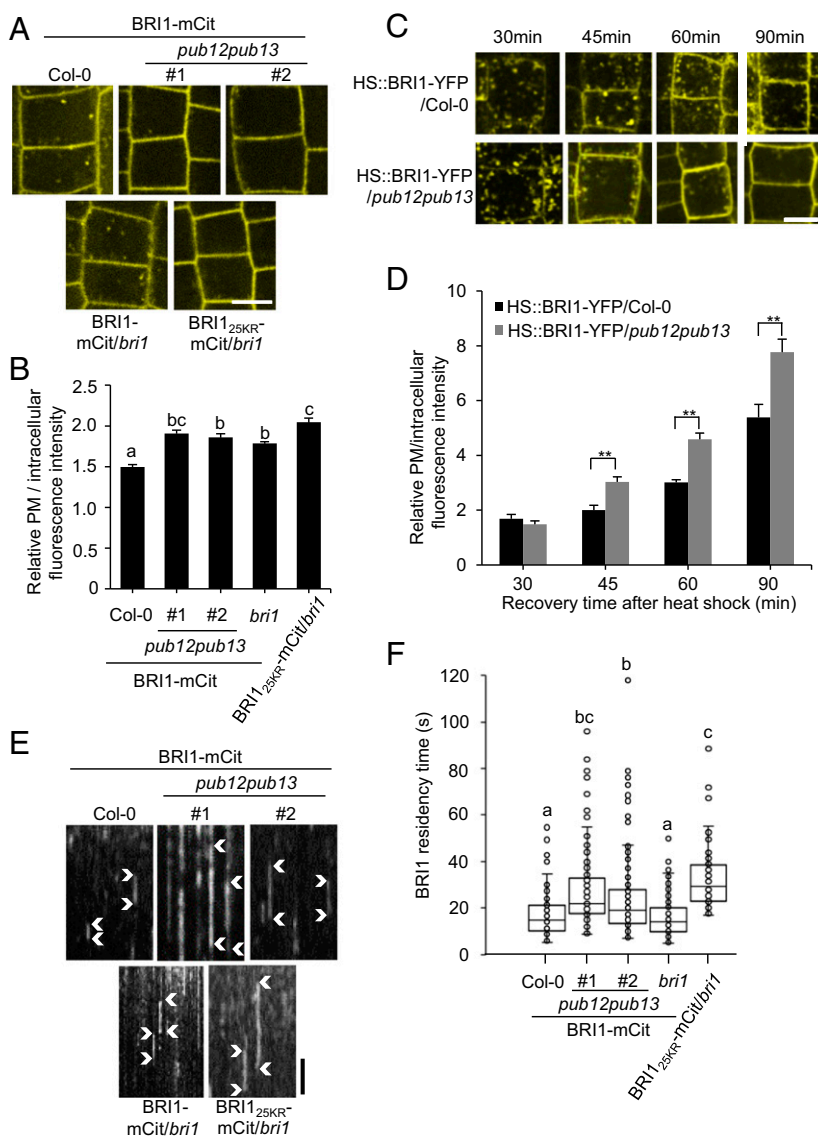 A
BRI1-mCit
pub12pub13
Col-0 #1 #2
BRI1-
mCit/bri1
BRI125KR-
mCit/bri1
B
Relative PM / intracellular
fluorescence intensity
2.5
2.0
1.5
1.0
0.5
0
a bc b b c
Col-0 #1 #2 bri1 BRI125KR-mCit/bri1
pub12pub13
BRI1-mCit
C
30min 45min 60min 90min
HS::BRI1-YFP
/Col-0
HS::BRI1-YFP
/pub12pub13
D
Relative PM/intracellular
fluorescence intensity
10
8
6
4
2
0
HS::BRI1-YFP/Col-0
HS::BRI1-YFP/pub12pub13
** ** **
30 45 60 90
Recovery time after heat shock (min)
E
BRI1-mCit
pub12pub13
Col-0 #1 #2
BRI1-
mCit/bri1
BRI125KR-
mCit/bri1
F
BRI1 residency time (s)
120
100
80
60
40
20
0
a bc b a c
Col-0 #1 #2 bri1 BRI125KR-mCit/bri1
pub12pub13
BRI1-mCit